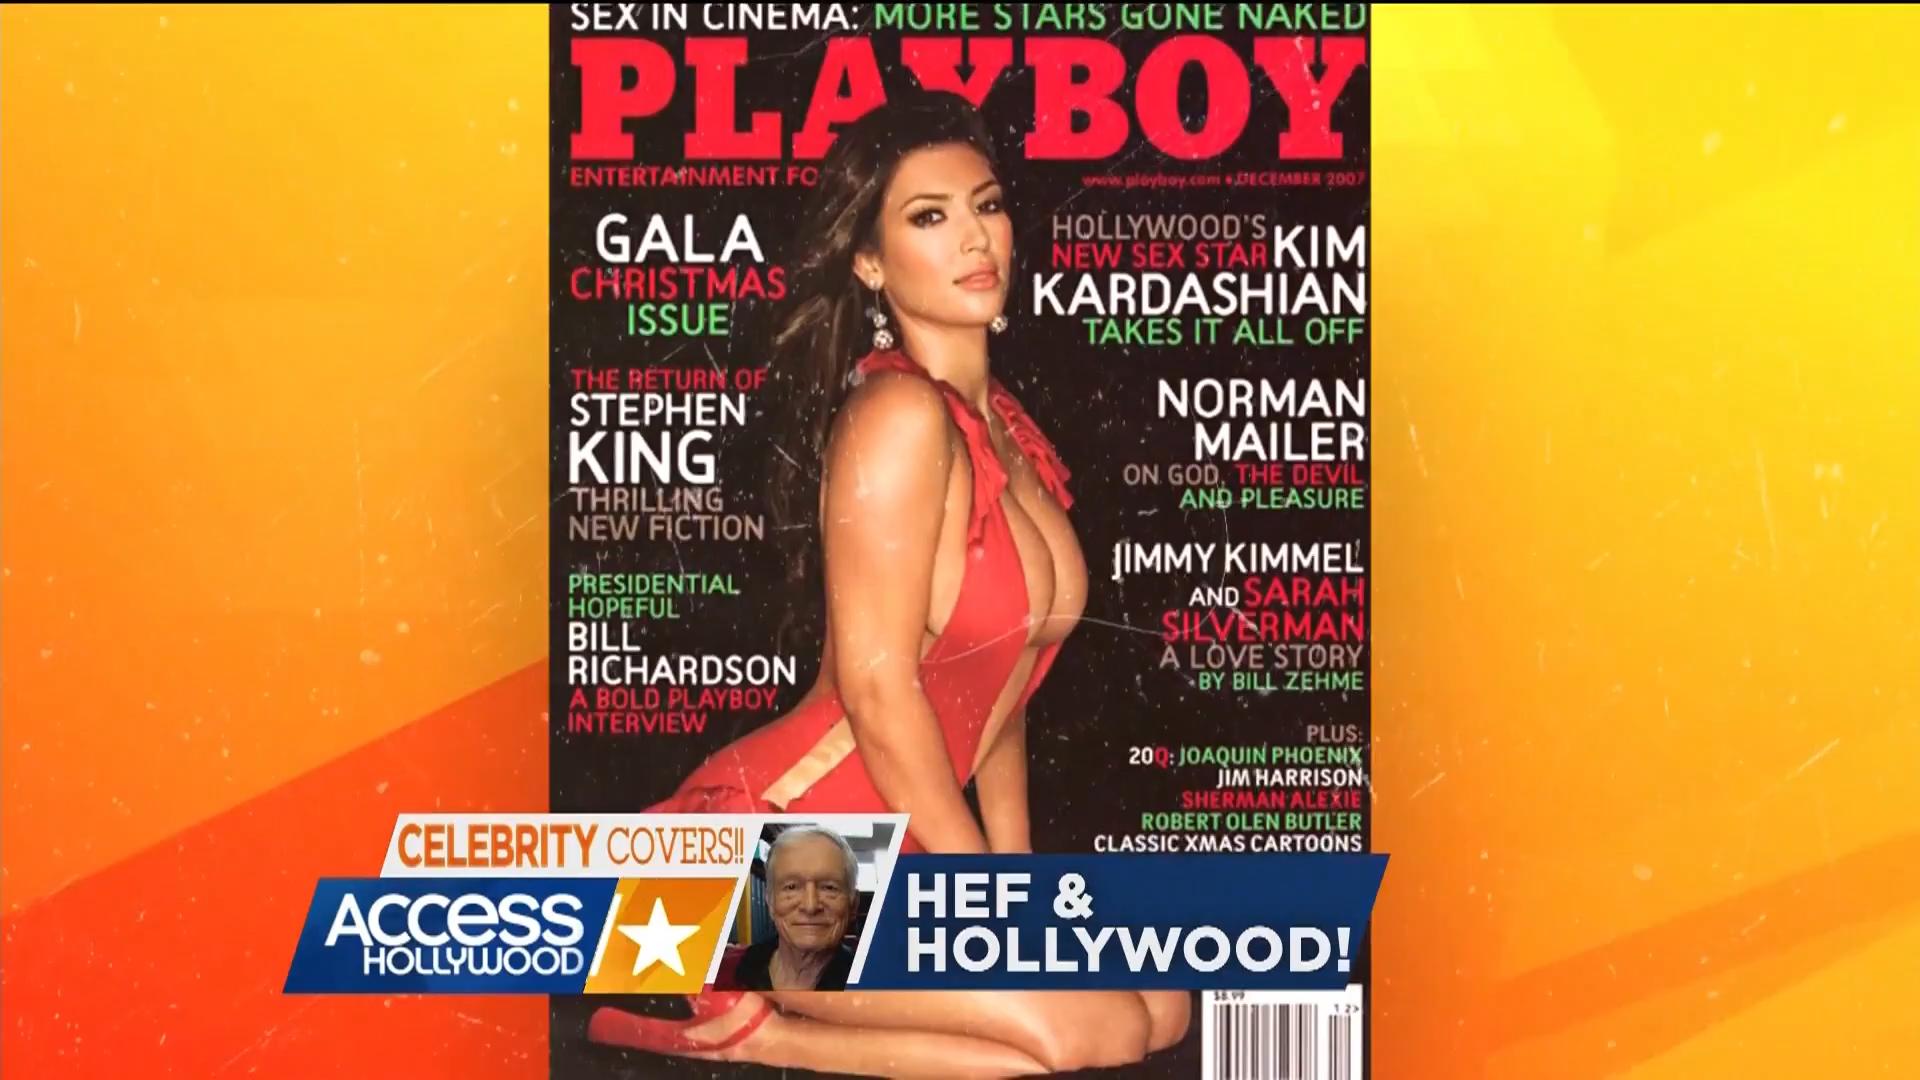 SEX IN CINEMA: MORE STARS GONE NAKED
PLAYBOY
ENTERTAINMENT FO
www.playboy.com • DECEMBER 2007
GALA
CHRISTMAS
ISSUE
THE RETURN OF
STEPHEN
KING
THRILLING
NEW FICTION
PRESIDENTIAL
HOPEFUL
BILL
RICHARDSON
A BOLD PLAYBOY
INTERVIEW
HOLLYWOOD'S
NEW SEX STAR KIM
KARDASHIAN
TAKES IT ALL OFF
NORMAN
MAILER
ON GOD, THE DEVIL
AND PLEASURE
JIMMY KIMMEL
AND SARAH
SILVERMAN
A LOVE STORY
BY BILL ZEHME
PLUS:
20Q: JOAQUIN PHOENIX
JIM HARRISON
SHERMAN ALEXIE
ROBERT OLEN BUTLER
CLASSIC XMAS CARTOONS
CELEBRITY COVERS!!
ACCESS
HOLLYWOOD
HEF &
HOLLYWOOD!
$8.99
12>